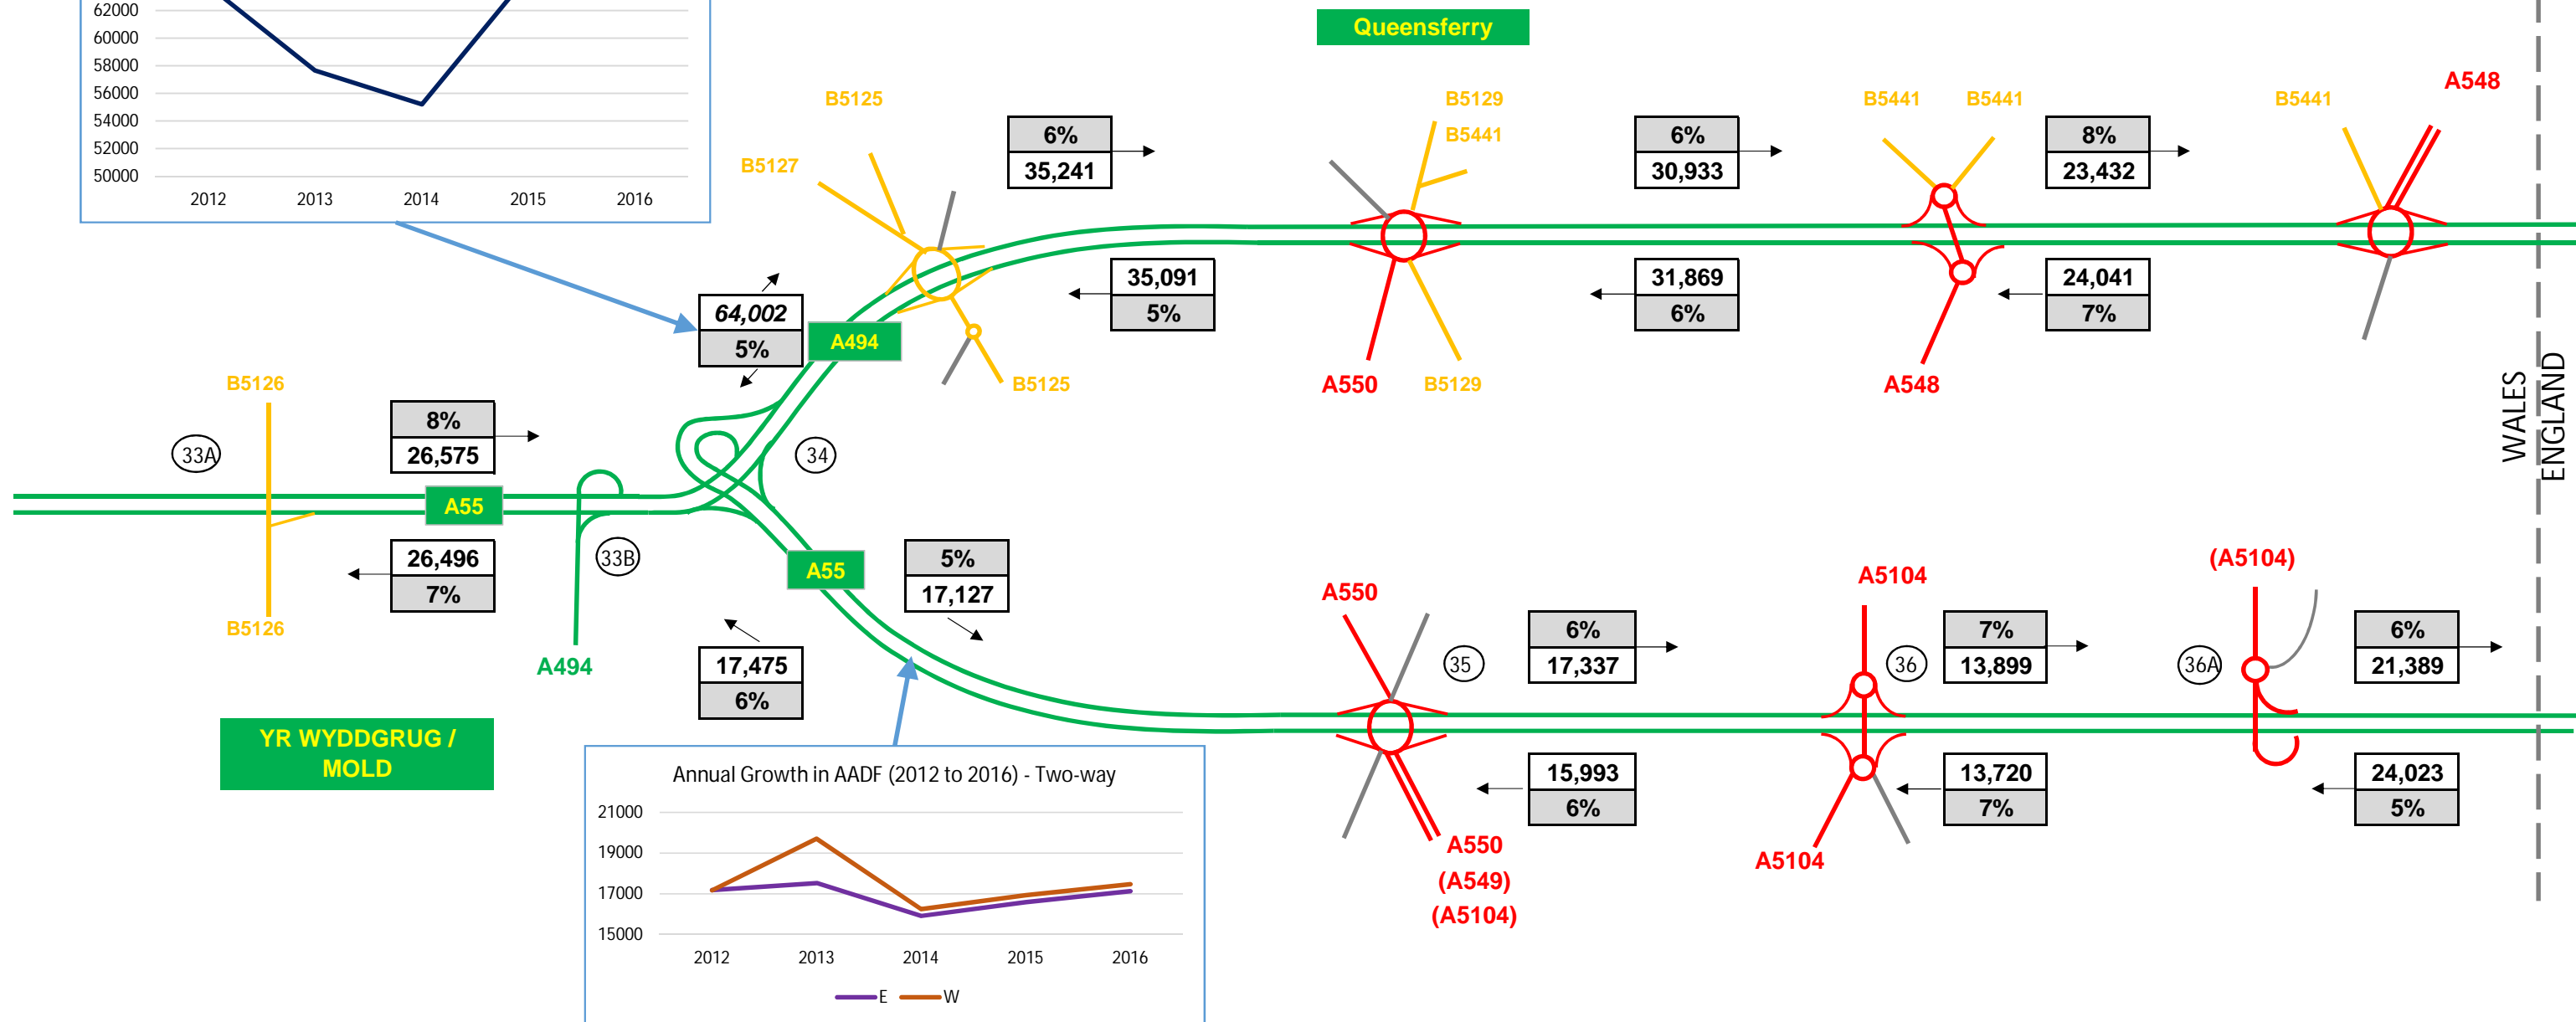 62000
60000
58000
56000
54000
52000
50000
2012 2013 2014 2015 2016
Queensferry
B5125
B5127
6%
35,241
B5129
B5441
6%
30,933
B5441 B5441
8%
23,432
B5441
A548
64,002
5%
A494
35,091
5%
31,869
6%
24,041
7%
B5125
A550
B5129
A548
WALES
ENGLAND
B5126
33A
8%
26,575
34
A55
26,496
7%
33B
B5126
A494
A55
5%
17,127
17,475
6%
YR WYDDGRUG /
MOLD
A550
35
6%
17,337
A5104
36
7%
13,899
(A5104)
36A
6%
21,389
15,993
6%
13,720
7%
24,023
5%
A550
(A549)
(A5104)
A5104
Annual Growth in AADF (2012 to 2016) - Two-way
21000
19000
17000
15000
2012 2013 2014 2015 2016
E W